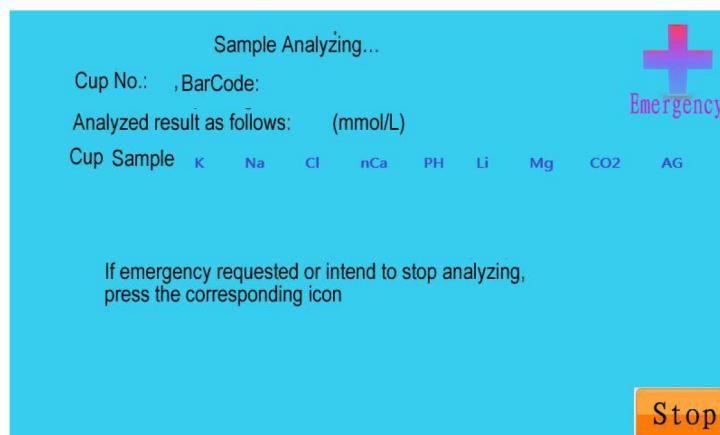 Sample Analyzing...
Cup No.: ,BarCode:
Emergency
Analyzed result as follows: (mmol/L)
Cup Sample K Na Cl nCa PH Li Mg CO2 AG
If emergency requested or intend to stop analyzing,
press the corresponding icon
Stop